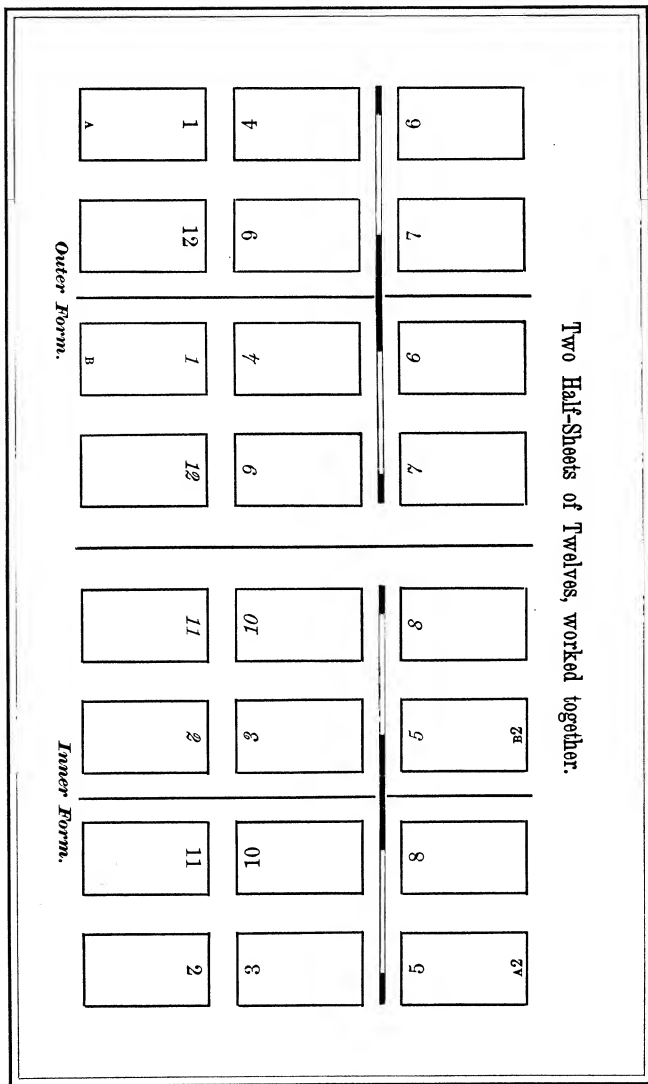 Two Half-Sheets of Twelves, worked together.
B2 A2
6 7 6 7 8 5 8 5
4 9 4 9 10 3 10 3
1 12 1 12 11 2 11 2
A B
Outer Form. Inner Form.